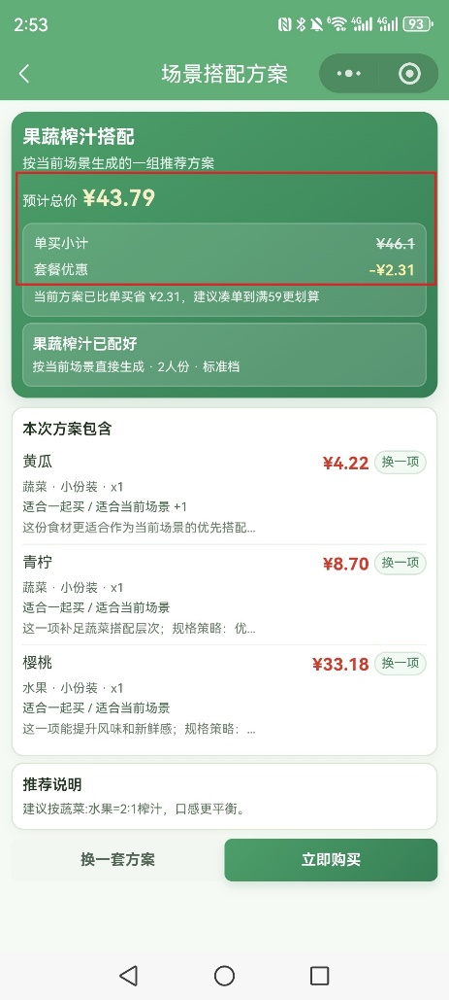 2:53
6 4G 4G 93
场景搭配方案
果蔬榨汁搭配
按当前场景生成的一组推荐方案
预计总价 ¥43.79
单买小计 ¥46.1
套餐优惠 -¥2.31
当前方案已比单买省 ¥2.31，建议凑单到满59更划算
果蔬榨汁已配好
按当前场景直接生成 · 2人份 · 标准档
本次方案包含
黄瓜 ¥4.22 换一项
蔬菜 · 小份装 · x1
适合一起买 / 适合当前场景 +1
这份食材更适合作为当前场景的优先搭配...
青柠 ¥8.70 换一项
蔬菜 · 小份装 · x1
适合一起买 / 适合当前场景
这一项补足蔬菜搭配层次；规格策略：优...
樱桃 ¥33.18 换一项
水果 · 小份装 · x1
适合一起买 / 适合当前场景
这一项能提升风味和新鲜感；规格策略：...
推荐说明
建议按蔬菜:水果=2:1榨汁，口感更平衡。
换一套方案 立即购买